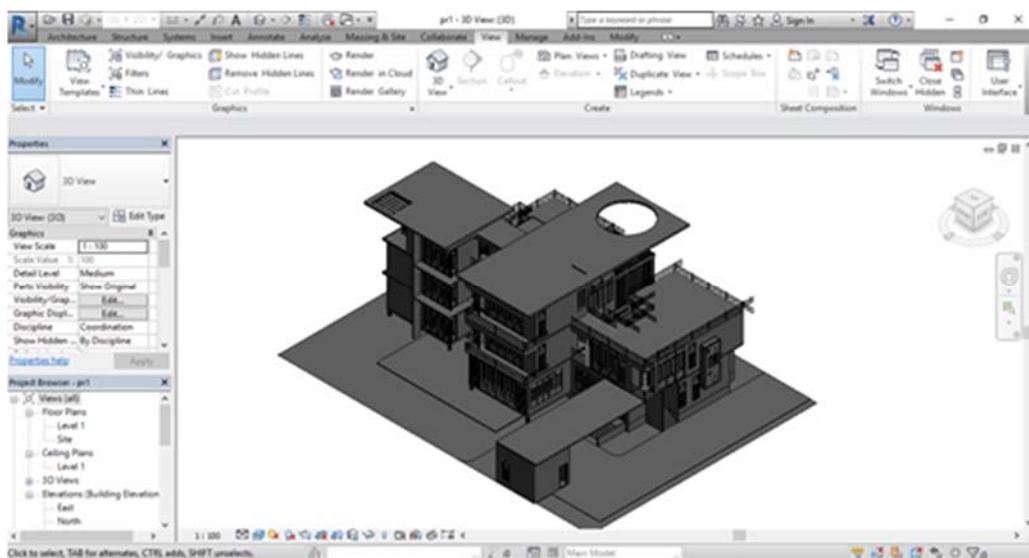 pr1 - 3D View: {3D}
Type a keyword or phrase
Sign In
Architecture Structure Systems Insert Annotate Analyze Massing & Site Collaborate View Manage Add-Ins Modify
Modify
View Templates
Visibility/ Graphics
Filters
Thin Lines
Show Hidden Lines
Remove Hidden Lines
Cut Profile
Render
Render in Cloud
Render Gallery
3D View
Section
Callout
Plan Views
Elevation
Drafting View
Duplicate View
Legends
Schedules
Scope Box
Switch Windows
Close Hidden
User Interface
Select Graphics Create Sheet Composition Windows
Properties
3D View
3D View: {3D} Edit Type
Graphics
View Scale 1 : 100
Scale Value 1: 100
Detail Level Medium
Parts Visibility Show Original
Visibility/Grap... Edit...
Graphic Displ... Edit...
Discipline Coordination
Show Hidden ... By Discipline
Properties help Apply
Project Browser - pr1
Views (all)
Floor Plans
Level 1
Site
Ceiling Plans
Level 1
3D Views
Elevations (Building Elevation
East
North
1 : 100
Click to select, TAB for alternates, CTRL adds, SHIFT unselects.
Main Model